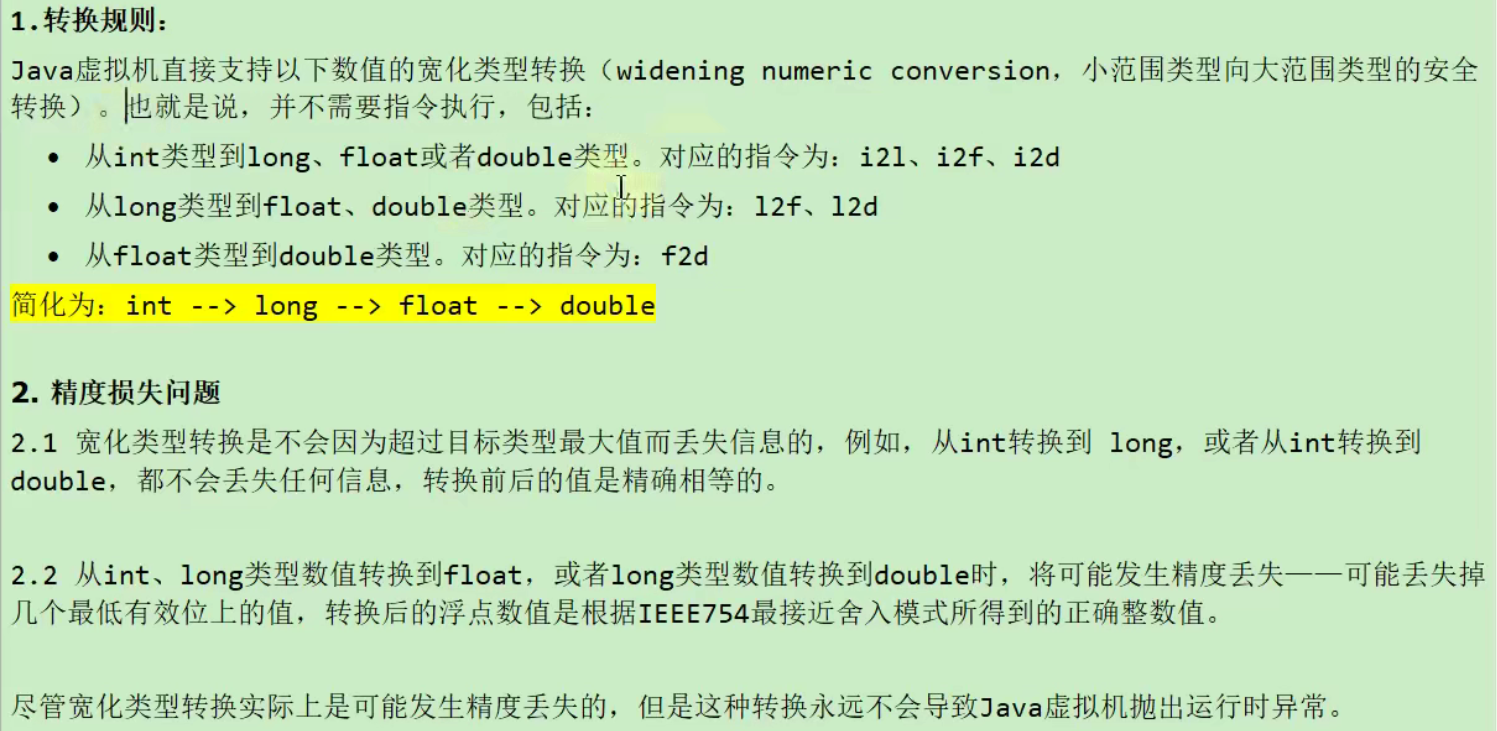 1.转换规则：
Java虚拟机直接支持以下数值的宽化类型转换（widening numeric conversion，小范围类型向大范围类型的安全
转换）。也就是说，并不需要指令执行，包括：
• 从int类型到long、float或者double类型。对应的指令为：i2l、i2f、i2d
• 从long类型到float、double类型。对应的指令为：l2f、l2d
• 从float类型到double类型。对应的指令为：f2d
简化为：int --> long --> float --> double
2. 精度损失问题
2.1 宽化类型转换是不会因为超过目标类型最大值而丢失信息的，例如，从int转换到 long，或者从int转换到
double，都不会丢失任何信息，转换前后的值是精确相等的。
2.2 从int、long类型数值转换到float，或者long类型数值转换到double时，将可能发生精度丢失——可能丢失掉
几个最低有效位上的值，转换后的浮点数值是根据IEEE754最接近舍入模式所得到的正确整数值。
尽管宽化类型转换实际上是可能发生精度丢失的，但是这种转换永远不会导致Java虚拟机抛出运行时异常。